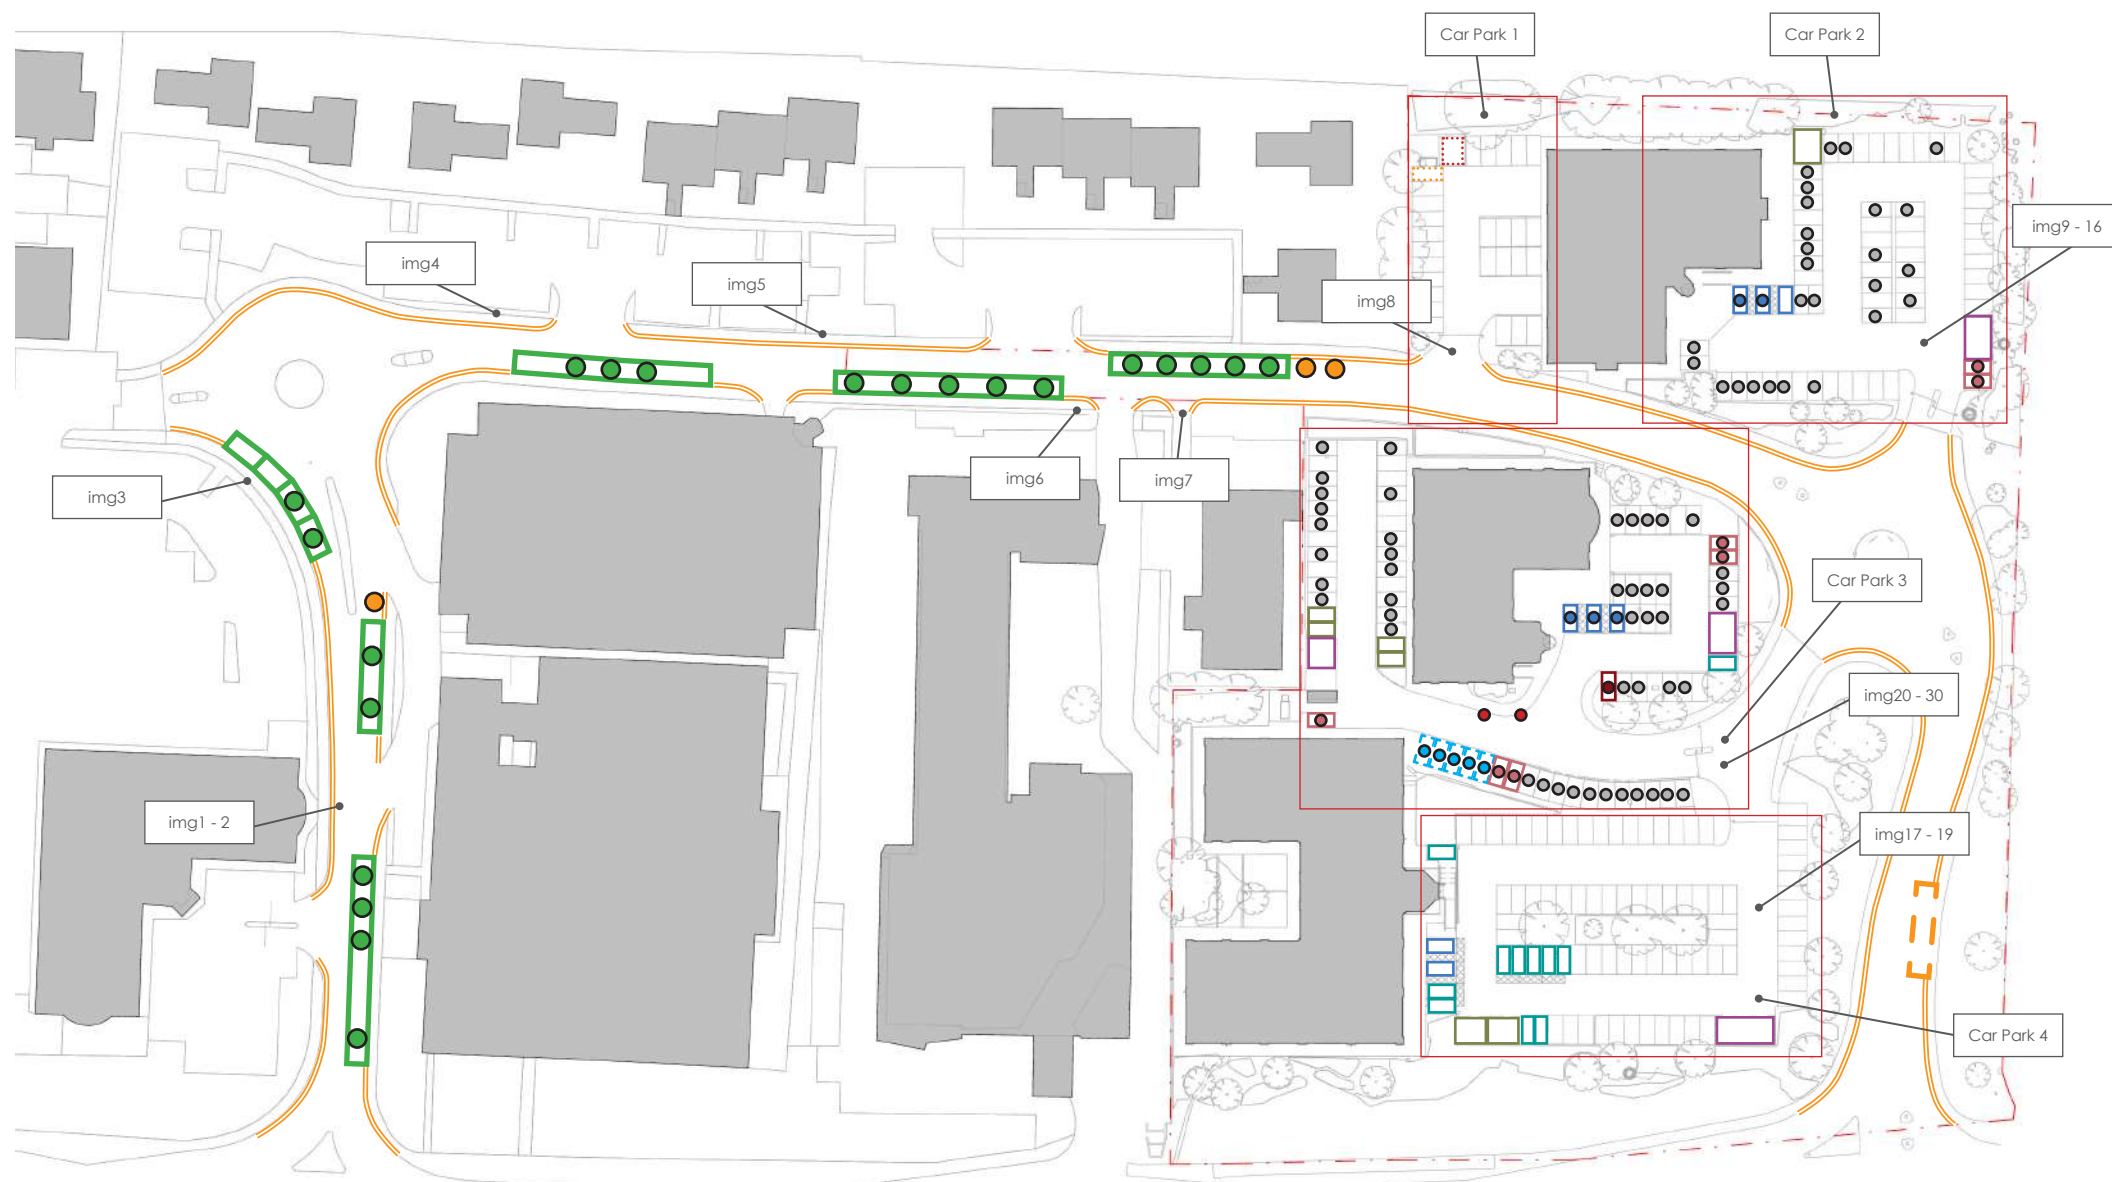 Car Park 1
Car Park 2
img9 - 16
img4
img5
img8
img3
img6
img7
Car Park 3
img20 - 30
img1 - 2
img17 - 19
Car Park 4